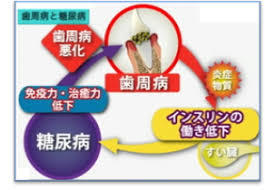 歯周病と糖尿病
歯周病
悪化
歯周病
炎症
物質
免疫力・治癒力
低下
インスリンの
働き低下
糖尿病
すい臓